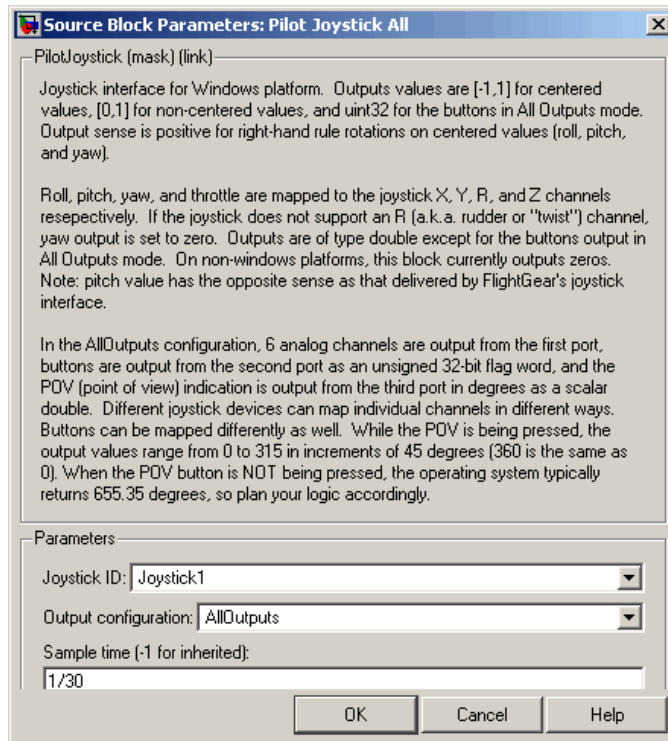 Source Block Parameters: Pilot Joystick All
PilotJoystick (mask) (link)
Joystick interface for Windows platform.  Outputs values are [-1,1] for centered
values, [0,1] for non-centered values, and uint32 for the buttons in All Outputs mode.
Output sense is positive for right-hand rule rotations on centered values (roll, pitch,
and yaw).
Roll, pitch, yaw, and throttle are mapped to the joystick X, Y, R, and Z channels
resepectively.  If the joystick does not support an R (a.k.a. rudder or "twist") channel,
yaw output is set to zero.  Outputs are of type double except for the buttons output in
All Outputs mode.  On non-windows platforms, this block currently outputs zeros.
Note: pitch value has the opposite sense as that delivered by FlightGear's joystick
interface.
In the AllOutputs configuration, 6 analog channels are output from the first port,
buttons are output from the second port as an unsigned 32-bit flag word, and the
POV (point of view) indication is output from the third port in degrees as a scalar
double.  Different joystick devices can map individual channels in different ways.
Buttons can be mapped differently as well.  While the POV is being pressed, the
output values range from 0 to 315 in increments of 45 degrees (360 is the same as
0). When the POV button is NOT being pressed, the operating system typically
returns 655.35 degrees, so plan your logic accordingly.
Parameters
Joystick ID: Joystick1
Output configuration: AllOutputs
Sample time (-1 for inherited):
1/30
OK Cancel Help